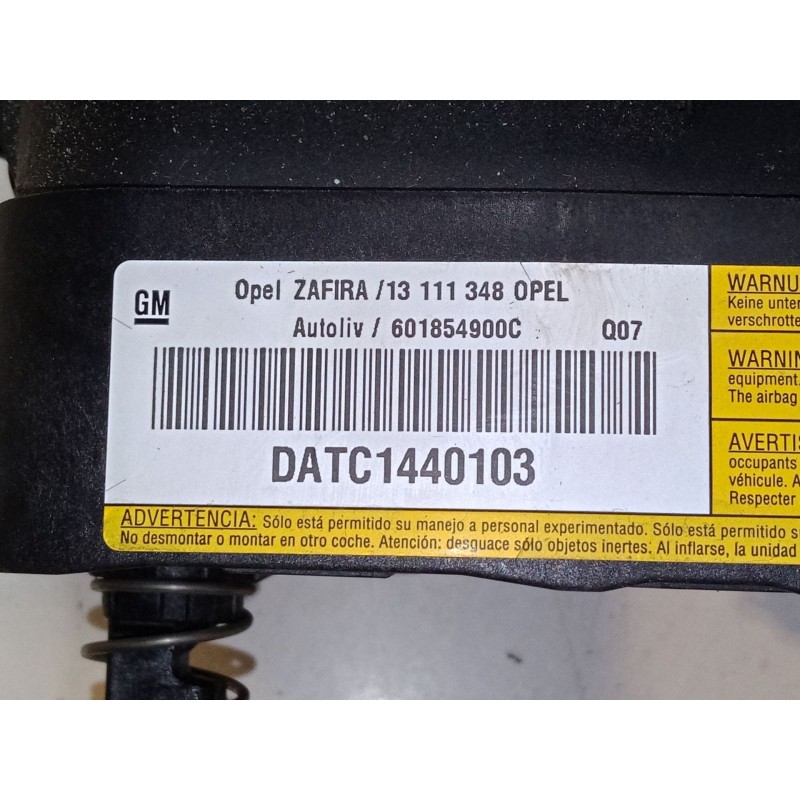 GM
Opel ZAFIRA /13 111 348 OPEL
Autoliv / 601854900C Q07
DATC1440103
WARNU
Keine unter
verschrotte
WARNIN
equipment.
The airbag
AVERTIS
occupants
véhicule. A
Respecter
ADVERTENCIA: Sólo está permitido su manejo a personal experimentado. Sólo está permitido su
No desmontar o montar en otro coche. Atención: desguace sólo objetos inertes: Al inflarse, la unidad